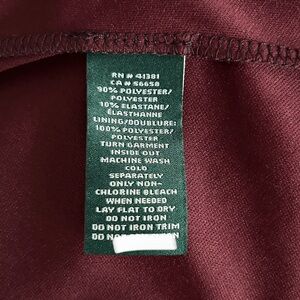 RN # 41381
CA # 56658
90% POLYESTER/
POLYESTER
10% ELASTANE/
ÉLASTHANNE
LINING/DOUBLURE:
100% POLYESTER/
POLYESTER
TURN GARMENT
INSIDE OUT
MACHINE WASH
COLD
SEPARATELY
ONLY NON-
CHLORINE BLEACH
WHEN NEEDED
LAY FLAT TO DRY
DO NOT IRON
DO NOT IRON TRIM
DO NOT